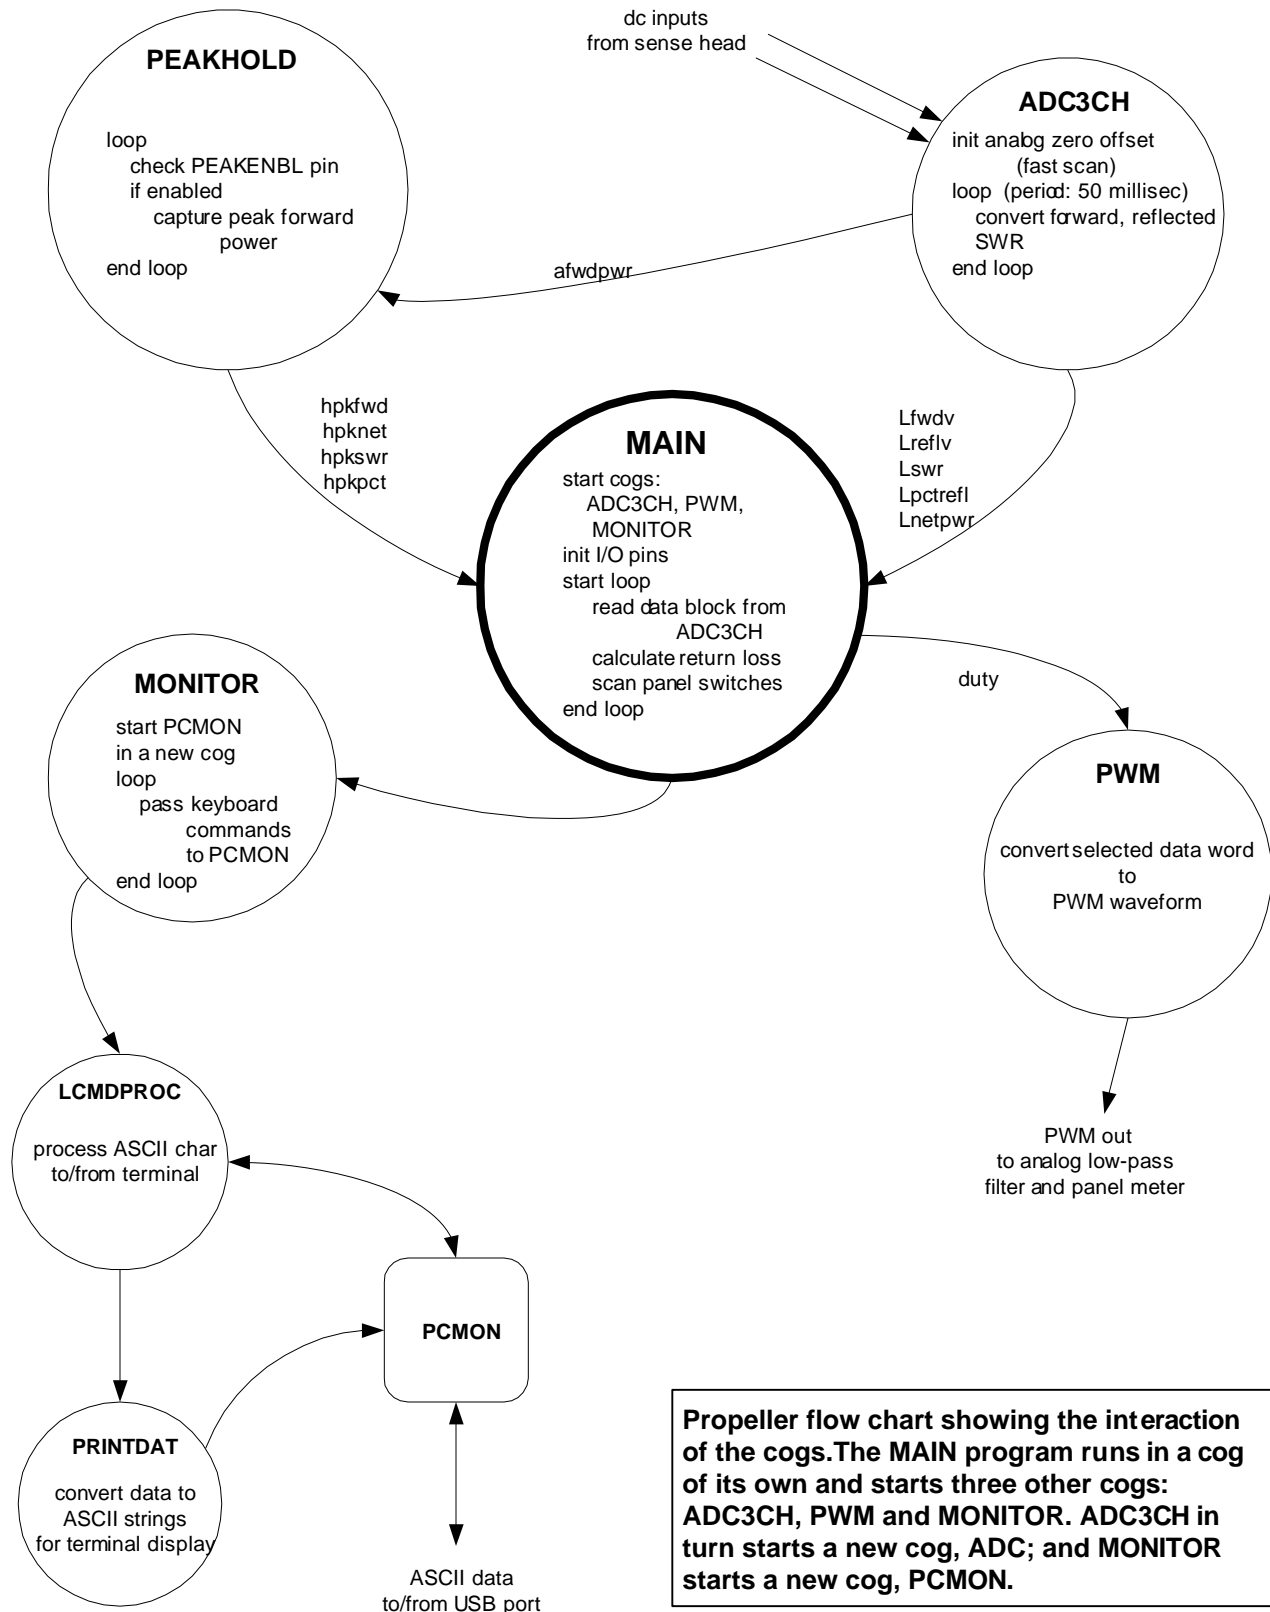 dc inputs
from sense head
PEAKHOLD
loop
check PEAKENBL pin
if enabled
capture peak forward
power
end loop
ADC3CH
init analog zero offset
(fast scan)
loop (period: 50 millisec)
convert forward, reflected
SWR
end loop
afwdpwr
hpkfwd
hpknet
hpkswr
hpkpct
Lfwdv
Lreflv
Lswr
Lpctrefl
Lnetpwr
MAIN
start cogs:
ADC3CH, PWM,
MONITOR
init I/O pins
start loop
read data block from
ADC3CH
calculate return loss
scan panel switches
end loop
MONITOR
start PCMON
in a new cog
loop
pass keyboard
commands
to PCMON
end loop
duty
PWM
convert selected data word
to
PWM waveform
LCMDPROC
process ASCII char
to/from terminal
PWM out
to analog low-pass
filter and panel meter
PCMON
PRINTDAT
convert data to
ASCII strings
for terminal display
ASCII data
to/from USB port
Propeller flow chart showing the interaction
of the cogs.The MAIN program runs in a cog
of its own and starts three other cogs:
ADC3CH, PWM and MONITOR. ADC3CH in
turn starts a new cog, ADC; and MONITOR
starts a new cog, PCMON.